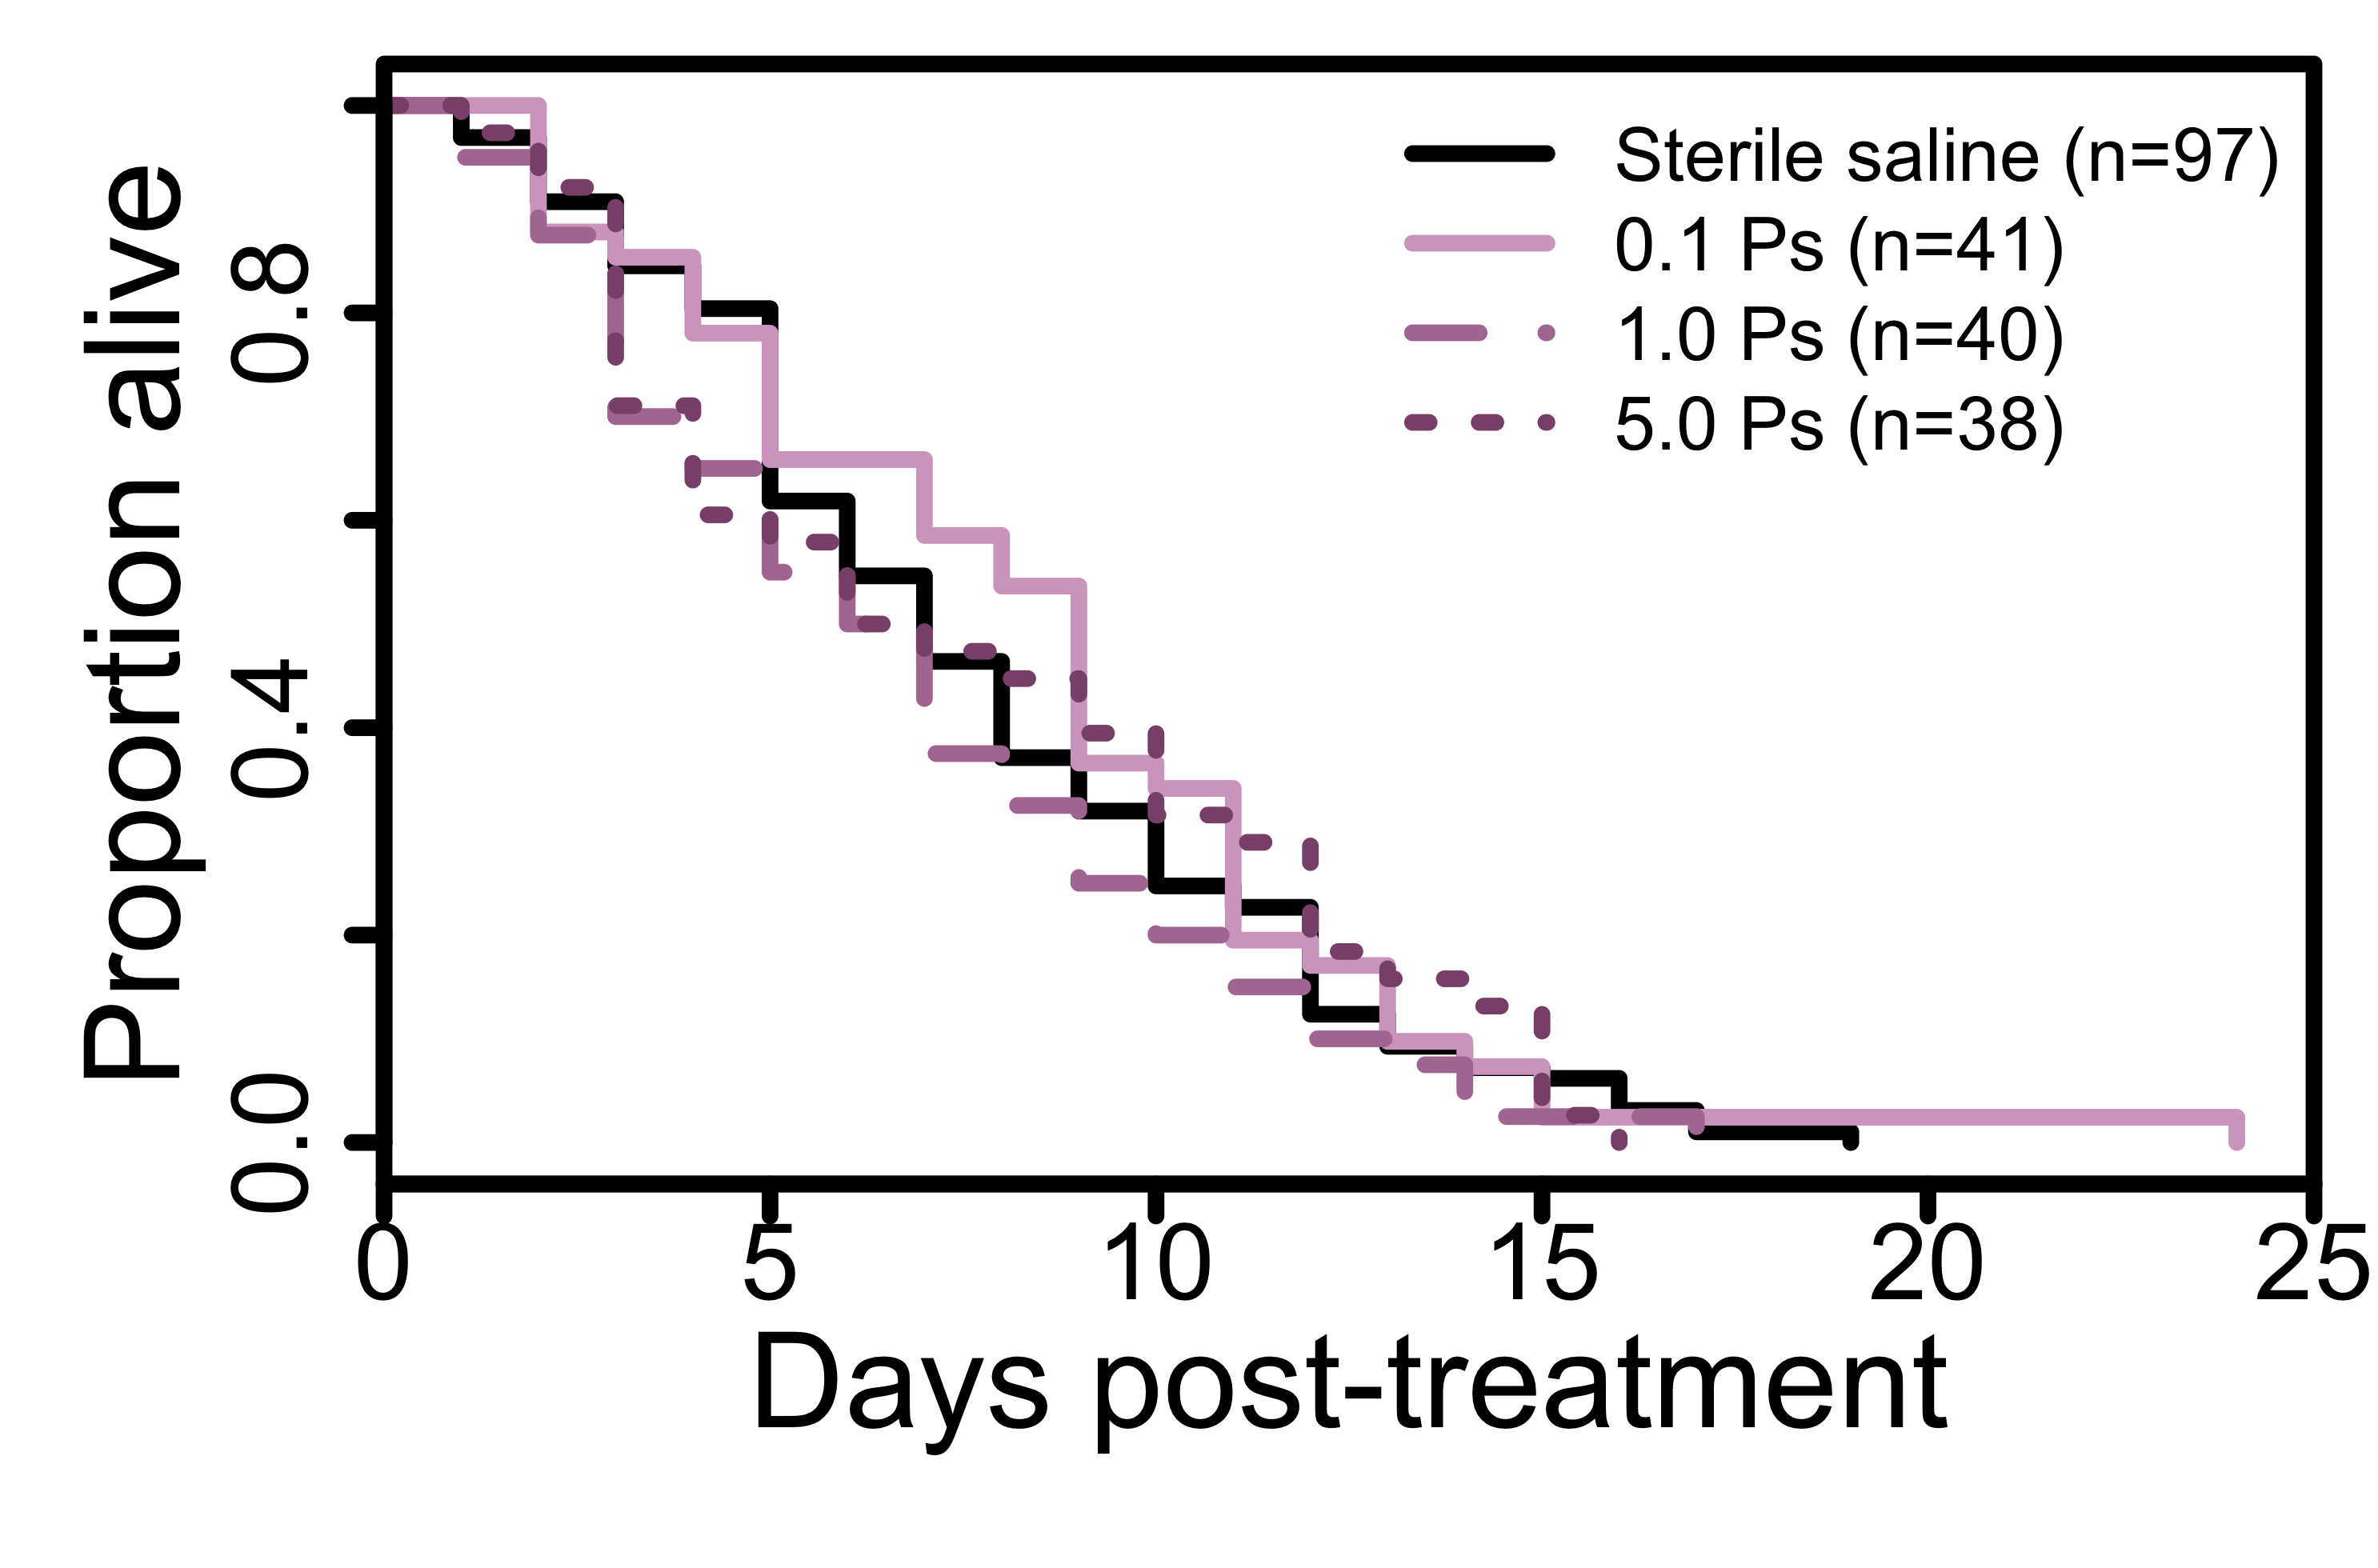 Proportion alive
0.8
0.4
0.0
Sterile saline (n=97)
0.1 Ps (n=41)
1.0 Ps (n=40)
5.0 Ps (n=38)
0 5 10 15 20 25
Days post-treatment